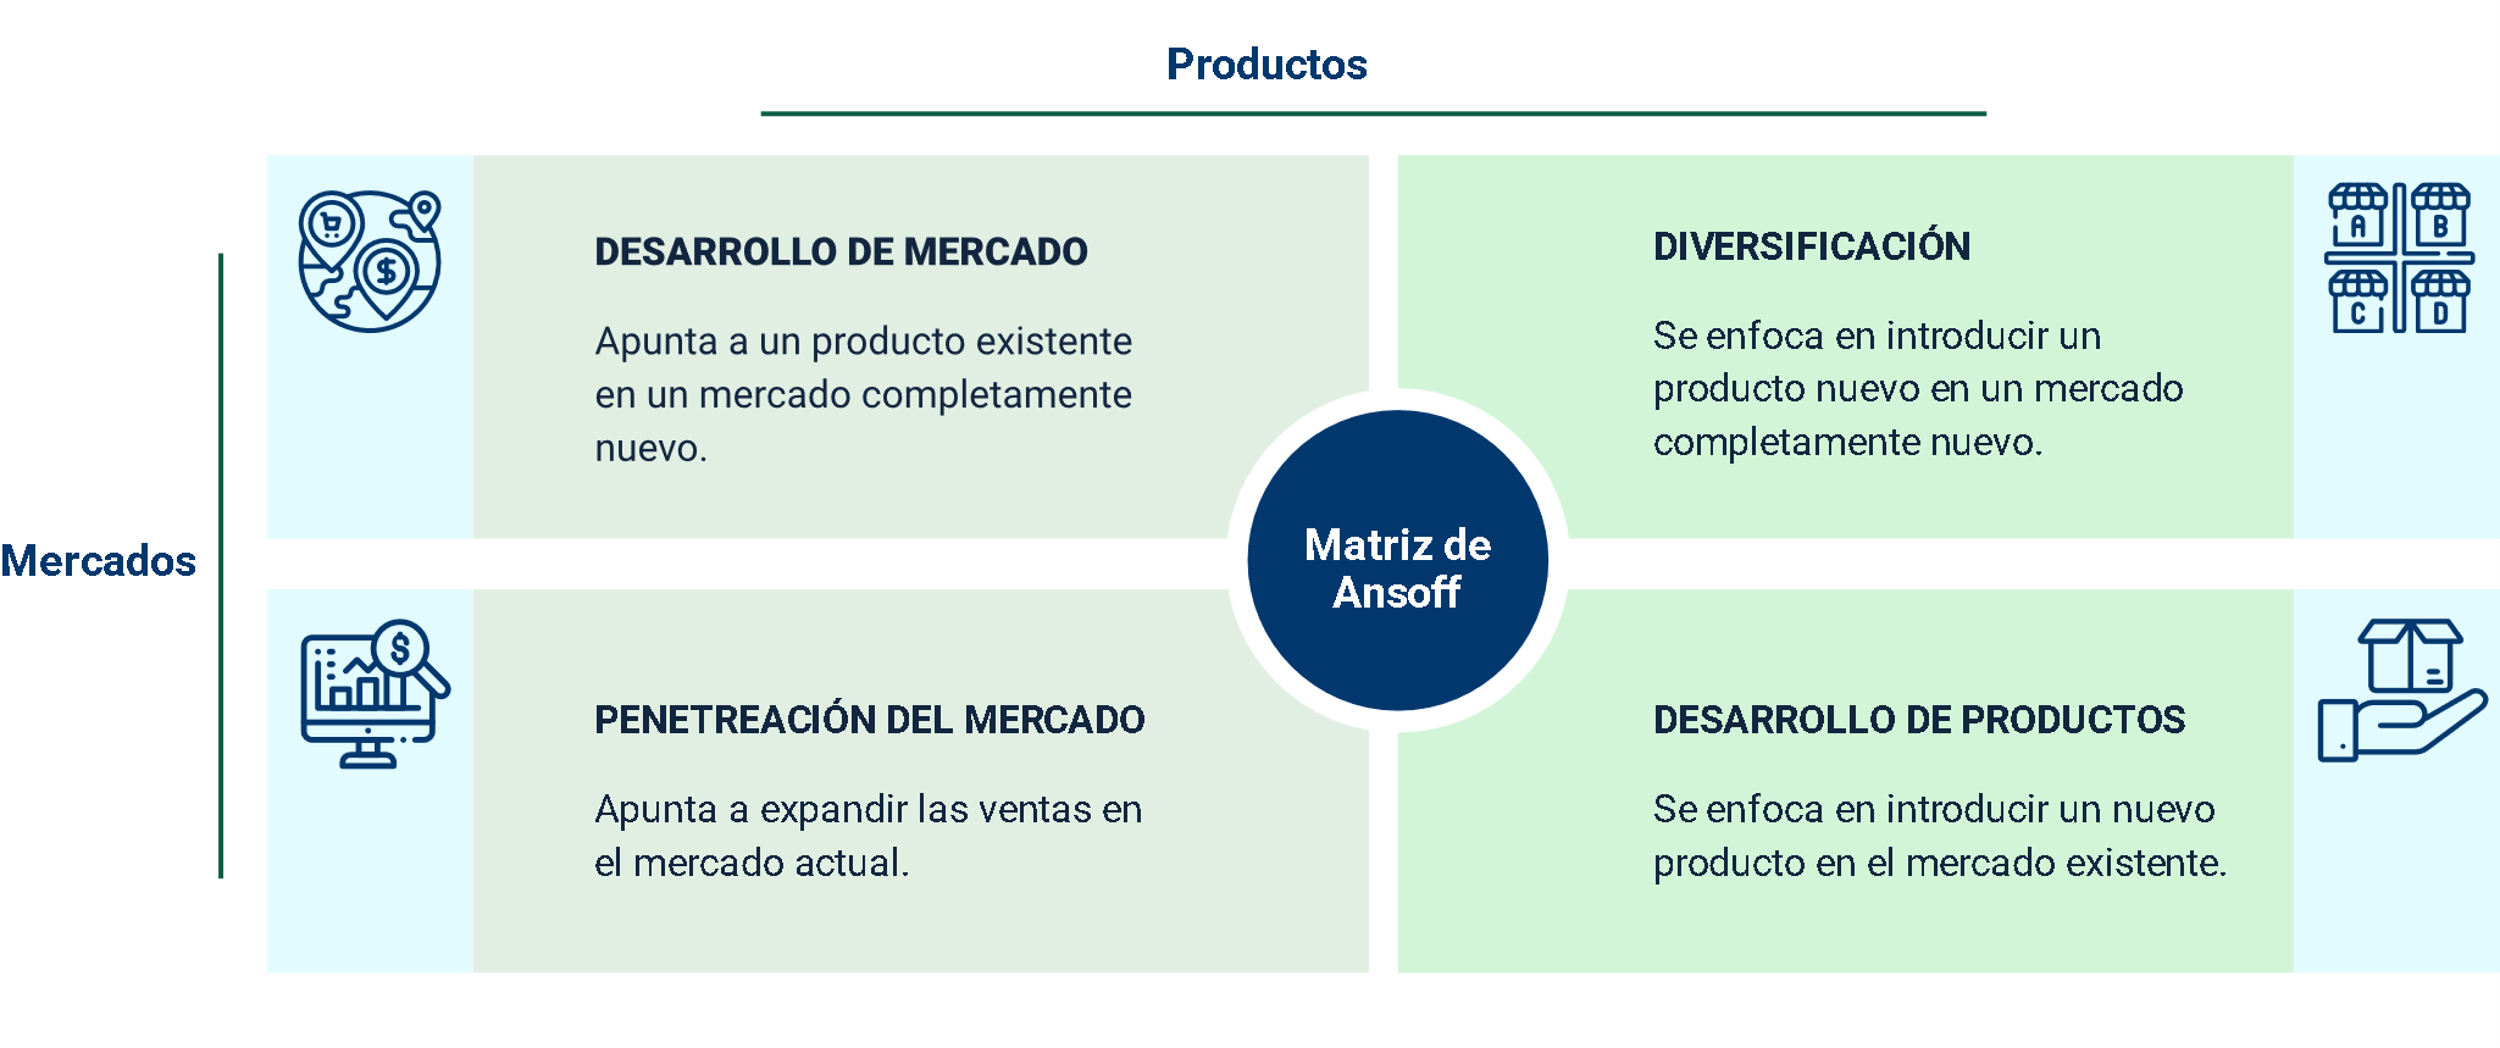 Productos
Mercados
DESARROLLO DE MERCADO
Apunta a un producto existente
en un mercado completamente
nuevo.
DIVERSIFICACIÓN
Se enfoca en introducir un
producto nuevo en un mercado
completamente nuevo.
A
B
C
D
Matriz de
Ansoff
PENETREACIÓN DEL MERCADO
Apunta a expandir las ventas en
el mercado actual.
DESARROLLO DE PRODUCTOS
Se enfoca en introducir un nuevo
producto en el mercado existente.